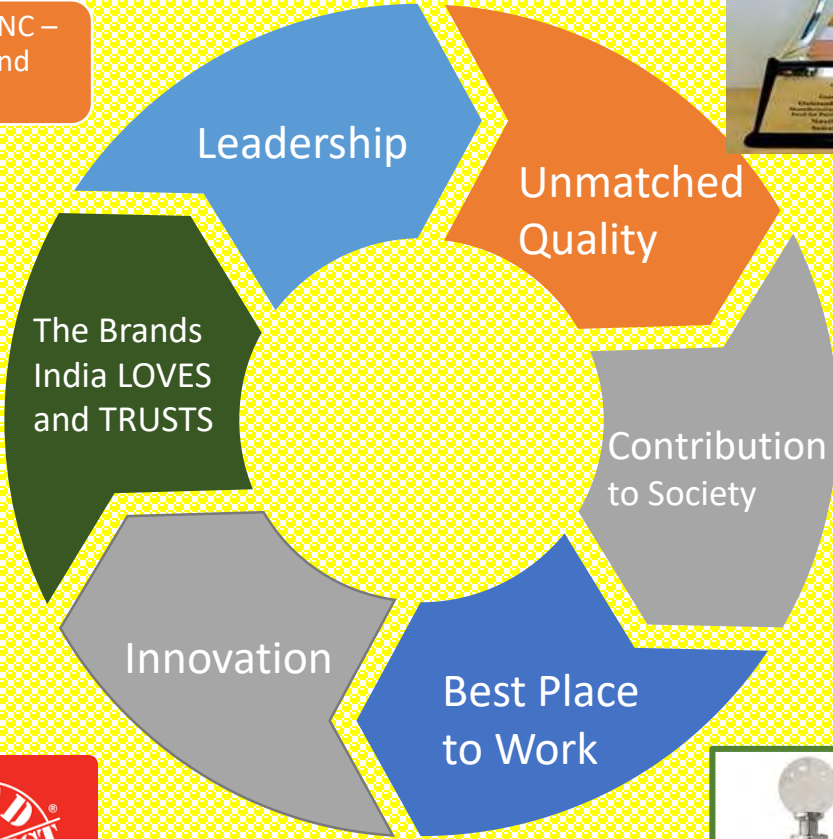 NC –
nd
Leadership
Unmatched
Quality
The Brands
India LOVES
and TRUSTS
Contribution
to Society
Innovation
Best Place
to Work